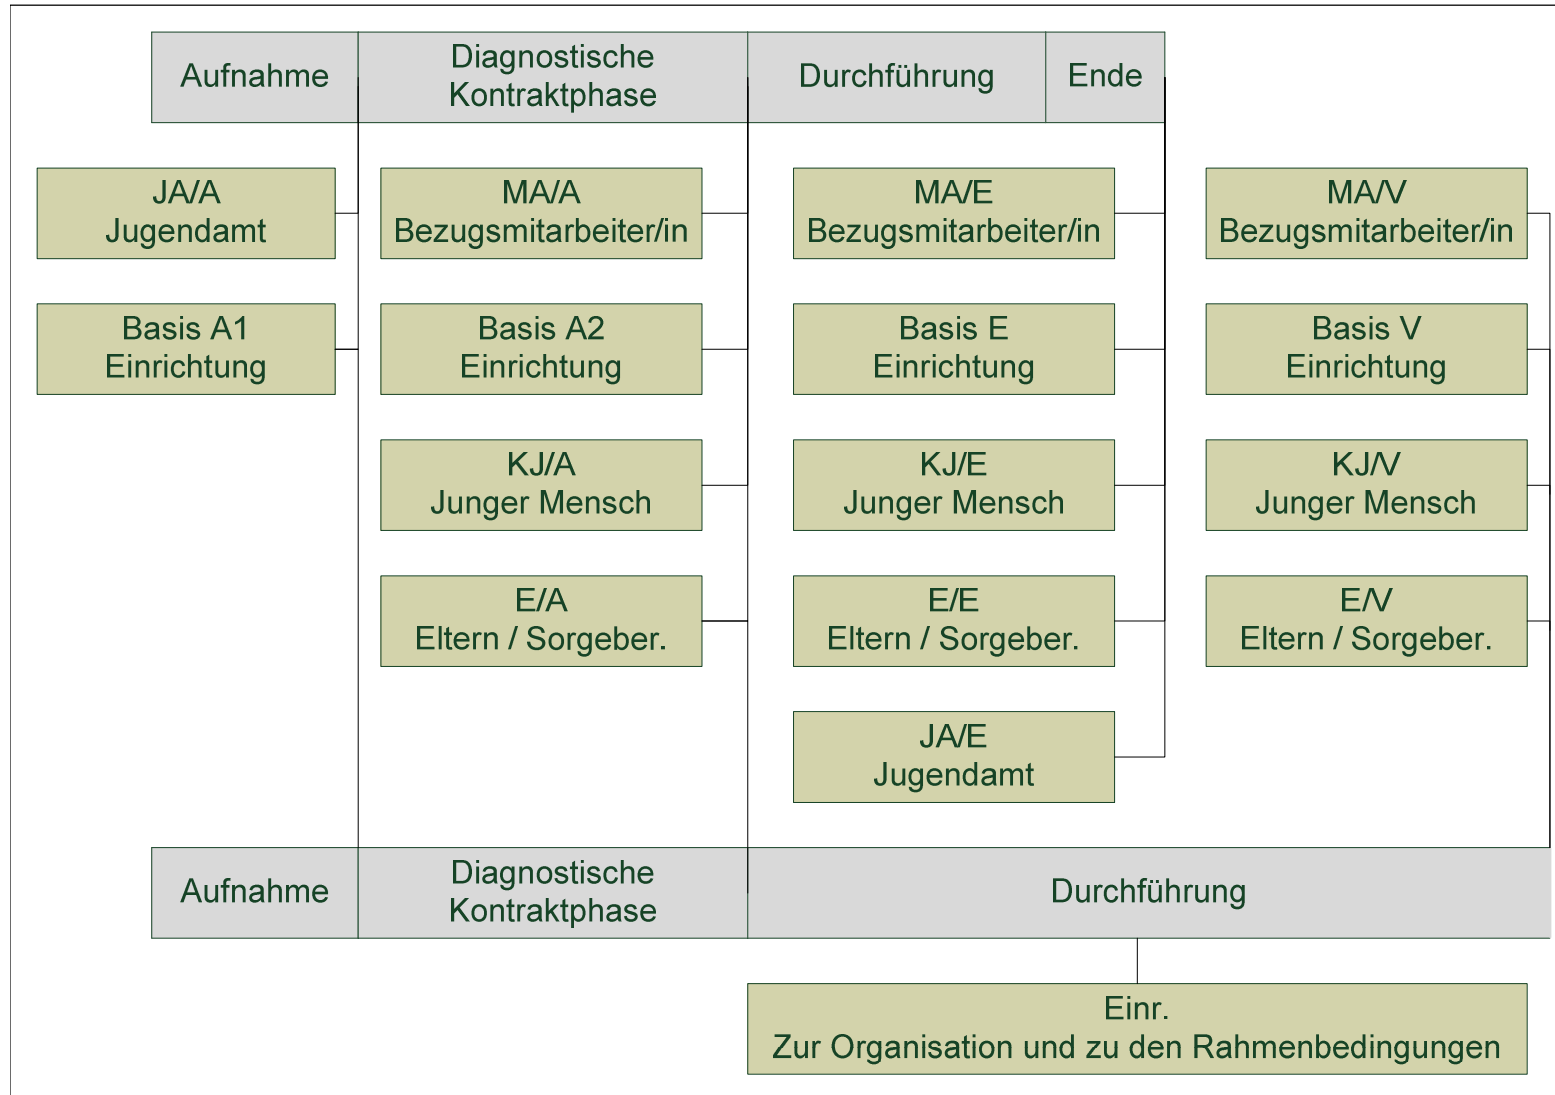 Aufnahme
Diagnostische
Kontraktphase
Durchführung
Ende
JA/A
Jugendamt
MA/A
Bezugsmitarbeiter/in
MA/E
Bezugsmitarbeiter/in
MA/V
Bezugsmitarbeiter/in
Basis A1
Einrichtung
Basis A2
Einrichtung
Basis E
Einrichtung
Basis V
Einrichtung
KJ/A
Junger Mensch
KJ/E
Junger Mensch
KJ/V
Junger Mensch
E/A
Eltern / Sorgeber.
E/E
Eltern / Sorgeber.
E/V
Eltern / Sorgeber.
JA/E
Jugendamt
Aufnahme
Diagnostische
Kontraktphase
Durchführung
Einr.
Zur Organisation und zu den Rahmenbedingungen